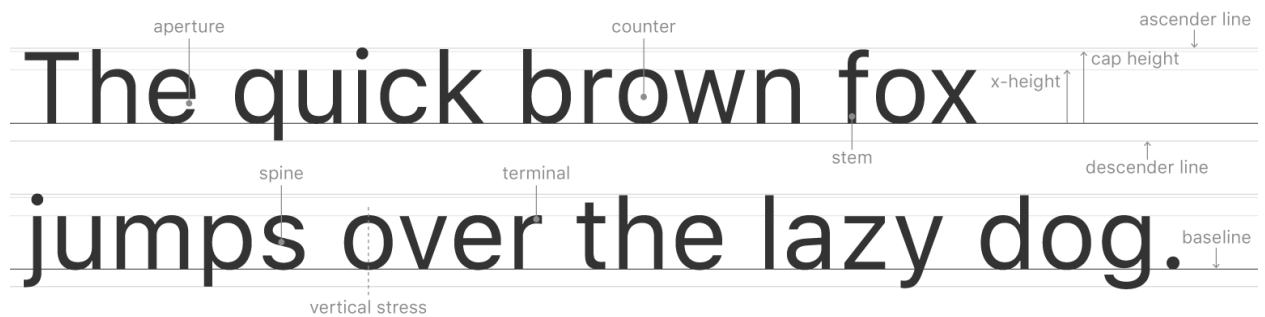 aperture
counter
ascender line
cap height
x-height
The quick brown fox
stem
descender line
spine
terminal
jumps over the lazy dog.
baseline
vertical stress